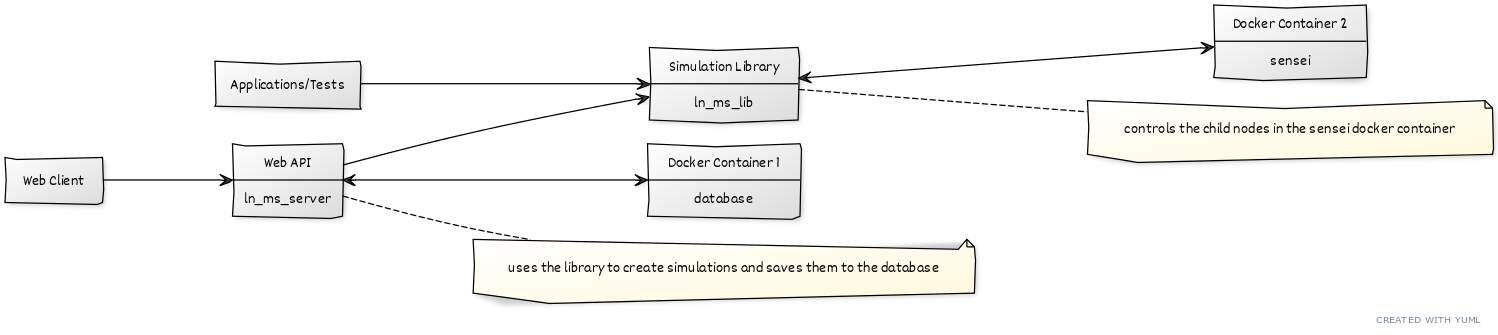 Docker Container 2
sensei
Simulation Library
ln_ms_lib
Applications/Tests
controls the child nodes in the sensei docker container
Web API
ln_ms_server
Docker Container 1
database
Web Client
uses the library to create simulations and saves them to the database
CREATED WITH YUML